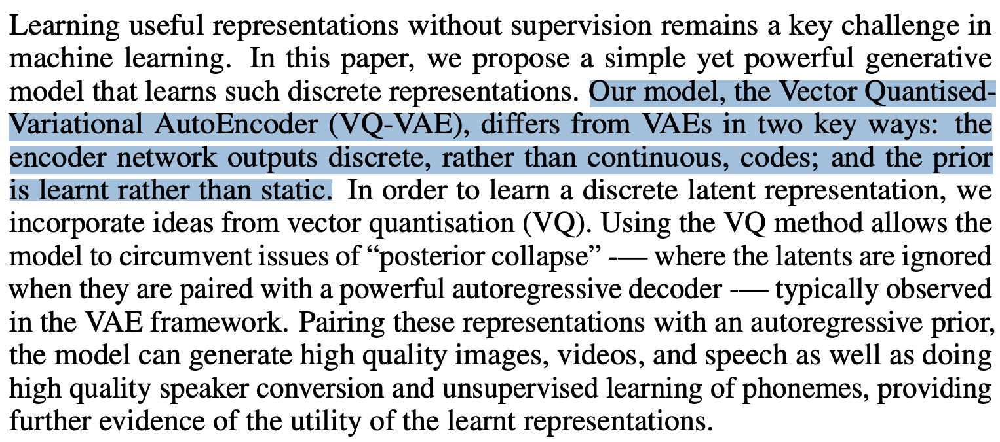 Learning useful representations without supervision remains a key challenge in
machine learning. In this paper, we propose a simple yet powerful generative
model that learns such discrete representations. Our model, the Vector Quantised-
Variational AutoEncoder (VQ-VAE), differs from VAEs in two key ways: the
encoder network outputs discrete, rather than continuous, codes; and the prior
is learnt rather than static. In order to learn a discrete latent representation, we
incorporate ideas from vector quantisation (VQ). Using the VQ method allows the
model to circumvent issues of “posterior collapse” -— where the latents are ignored
when they are paired with a powerful autoregressive decoder -— typically observed
in the VAE framework. Pairing these representations with an autoregressive prior,
the model can generate high quality images, videos, and speech as well as doing
high quality speaker conversion and unsupervised learning of phonemes, providing
further evidence of the utility of the learnt representations.